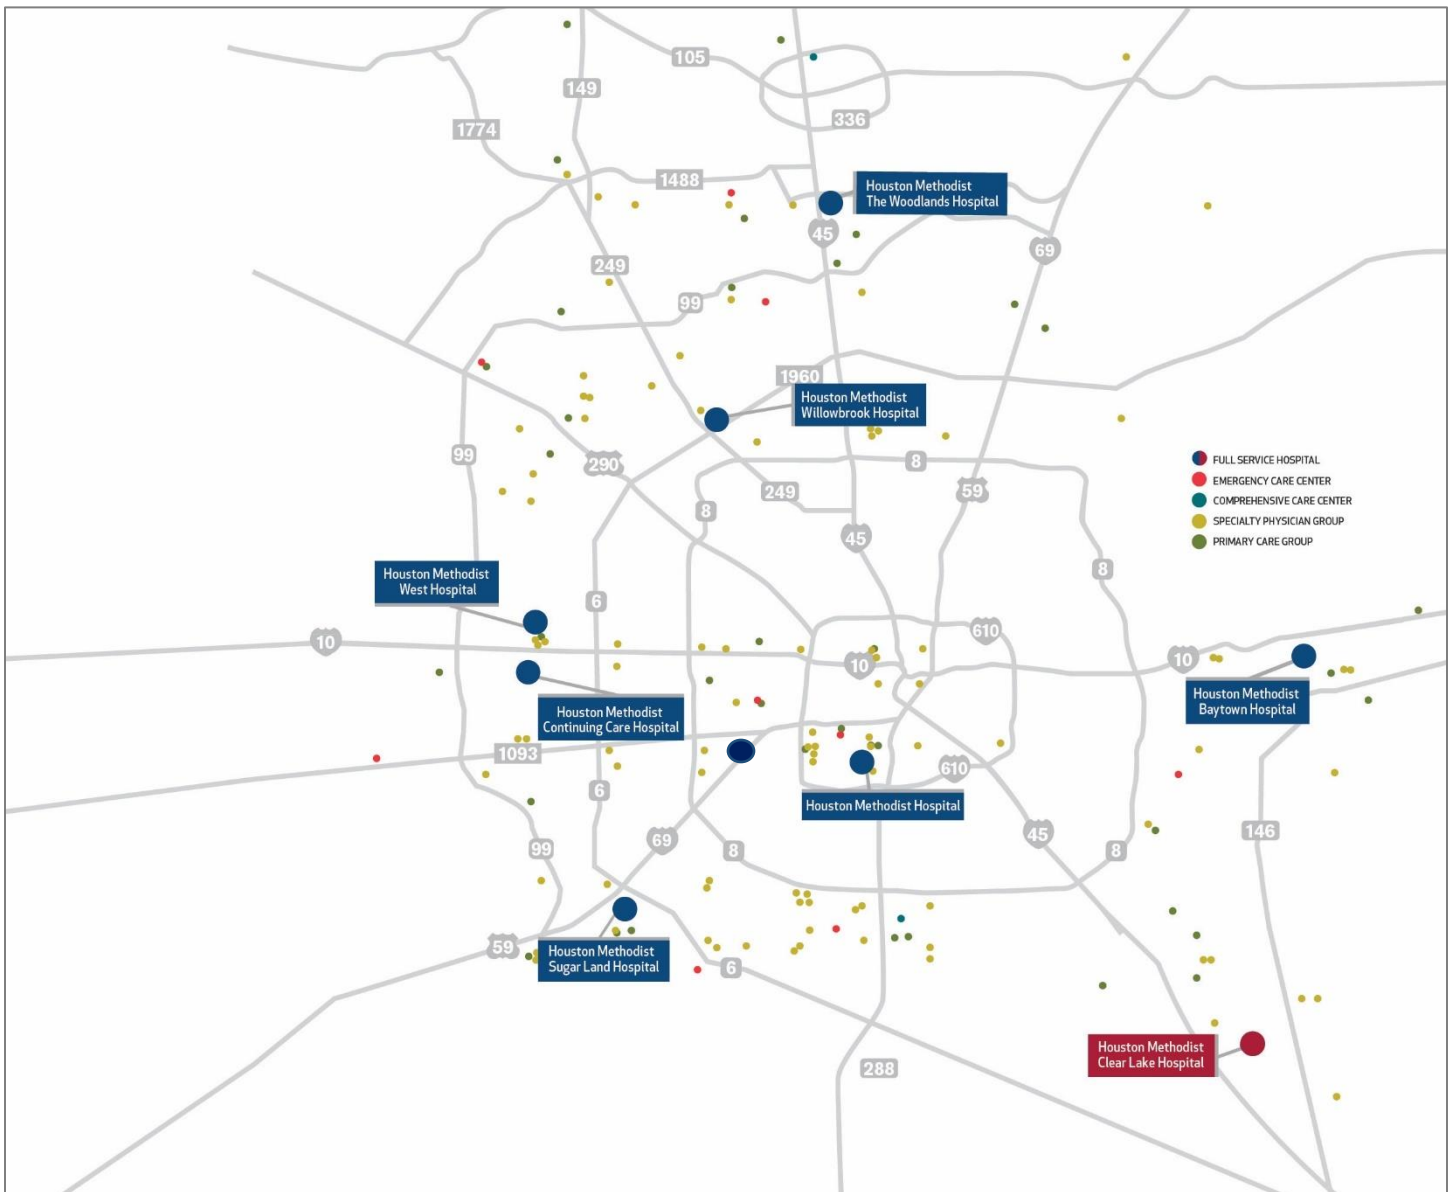 105
149
336
1774
1488
Houston Methodist
The Woodlands Hospital
45
69
249
99
1960
Houston Methodist
Willowbrook Hospital
99
290
8
249
59
8
45
FULL SERVICE HOSPITAL
EMERGENCY CARE CENTER
COMPREHENSIVE CARE CENTER
SPECIALTY PHYSICIAN GROUP
PRIMARY CARE GROUP
8
Houston Methodist
West Hospital
6
610
10
10
10
Houston Methodist
Baytown Hospital
Houston Methodist
Continuing Care Hospital
1093
610
6
Houston Methodist Hospital
69
45
146
99
8
8
59
Houston Methodist
Sugar Land Hospital
6
Houston Methodist
Clear Lake Hospital
288